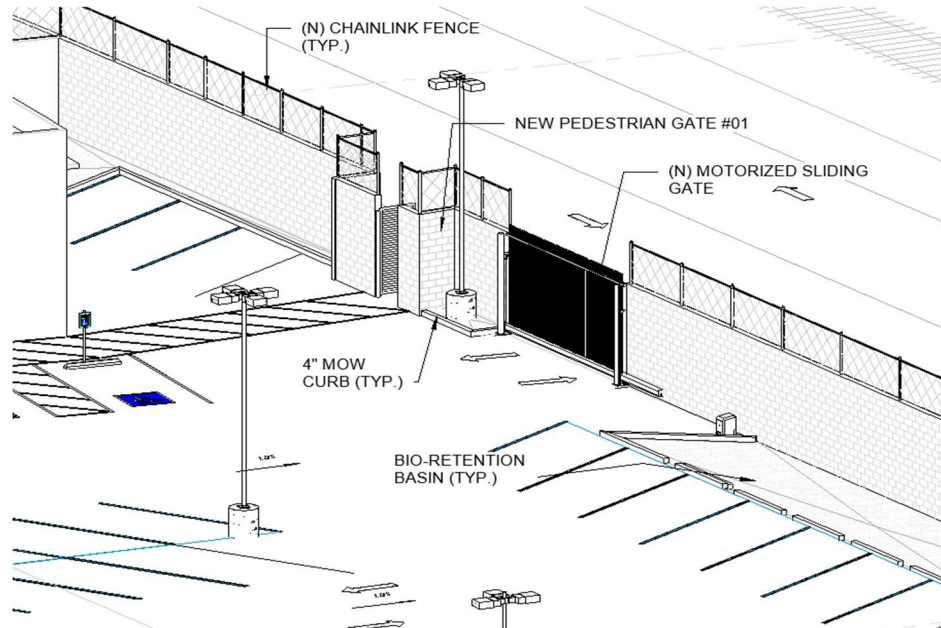 (N) CHAINLINK FENCE
(TYP.)
NEW PEDESTRIAN GATE #01
(N) MOTORIZED SLIDING
GATE
4" MOW
CURB (TYP.)
BIO-RETENTION
BASIN (TYP.)